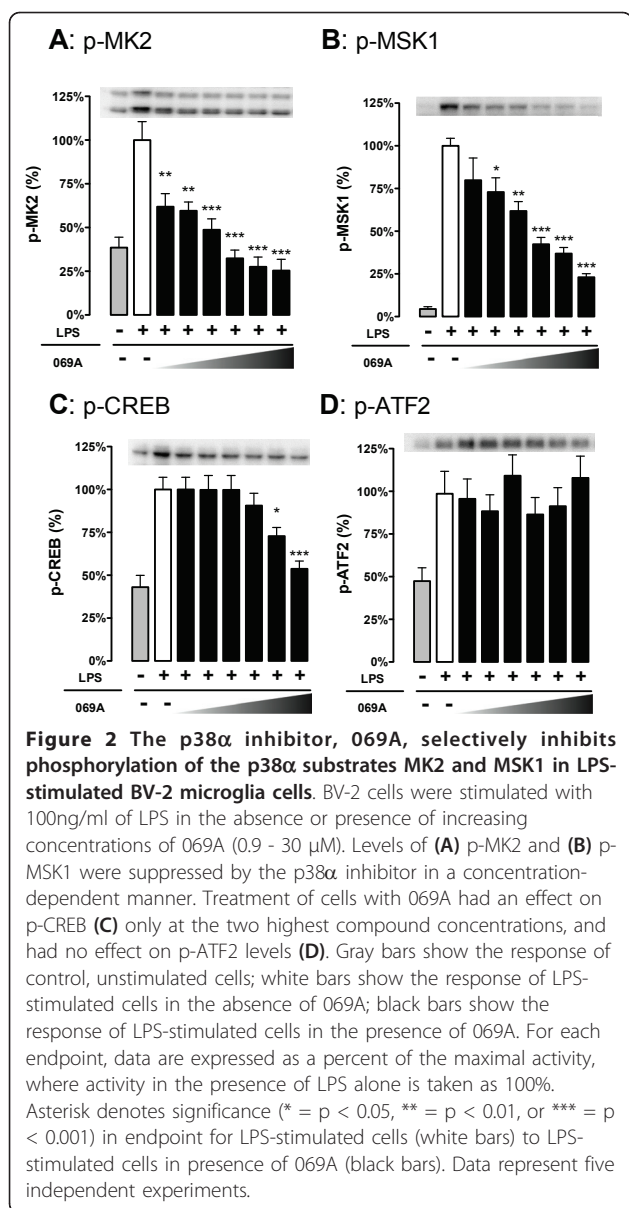 A: p-MK2
125%
100%
75%
50%
25%
0%
p-MK2 (%)
** ** *** *** *** ***
LPS - + + + + + + +
069A - -
B: p-MSK1
125%
100%
75%
50%
25%
0%
p-MSK1 (%)
* ** *** *** ***
LPS - + + + + + + +
069A - -
C: p-CREB
125%
100%
75%
50%
25%
0%
p-CREB (%)
* ***
LPS - + + + + + + +
069A - -
D: p-ATF2
125%
100%
75%
50%
25%
0%
p-ATF2 (%)
LPS - + + + + + + +
069A - -
Figure 2 The p38α inhibitor, 069A, selectively inhibits
phosphorylation of the p38α substrates MK2 and MSK1 in LPS-
stimulated BV-2 microglia cells. BV-2 cells were stimulated with
100ng/ml of LPS in the absence or presence of increasing
concentrations of 069A (0.9 - 30 μM). Levels of (A) p-MK2 and (B) p-
MSK1 were suppressed by the p38α inhibitor in a concentration-
dependent manner. Treatment of cells with 069A had an effect on
p-CREB (C) only at the two highest compound concentrations, and
had no effect on p-ATF2 levels (D). Gray bars show the response of
control, unstimulated cells; white bars show the response of LPS-
stimulated cells in the absence of 069A; black bars show the
response of LPS-stimulated cells in the presence of 069A. For each
endpoint, data are expressed as a percent of the maximal activity,
where activity in the presence of LPS alone is taken as 100%.
Asterisk denotes significance (* = p < 0.05, ** = p < 0.01, or *** = p
< 0.001) in endpoint for LPS-stimulated cells (white bars) to LPS-
stimulated cells in presence of 069A (black bars). Data represent five
independent experiments.